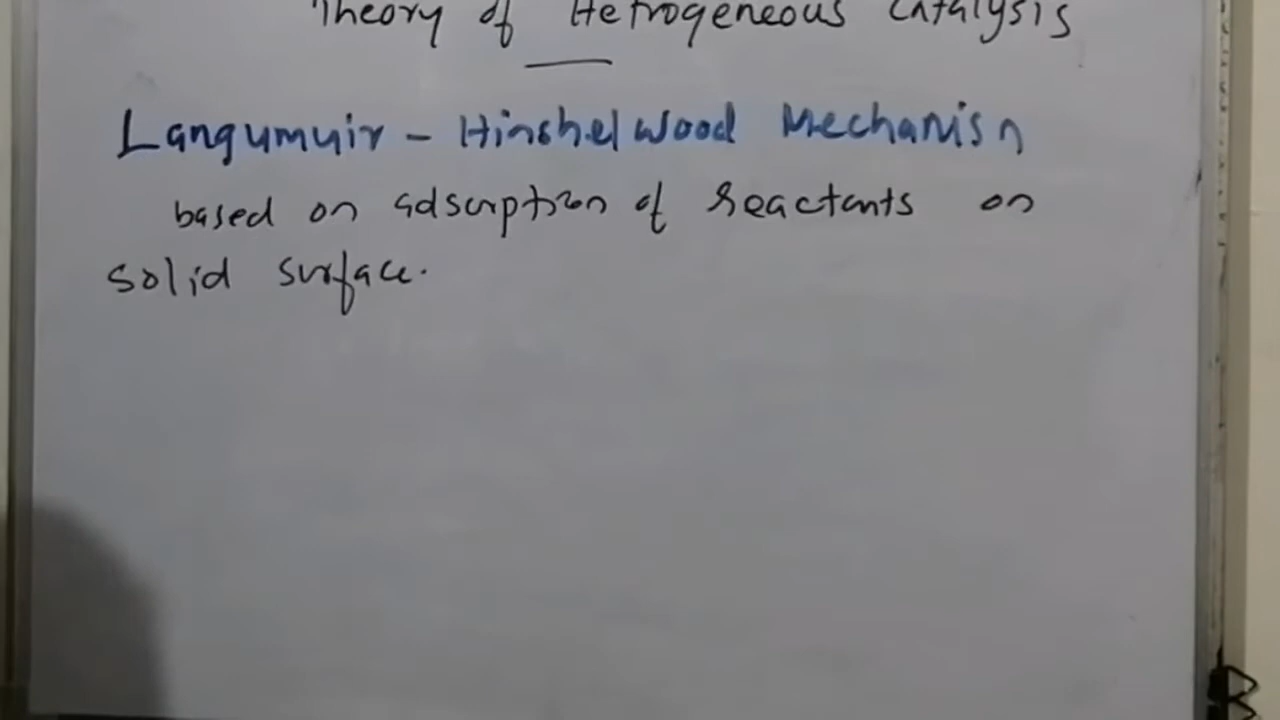 Theory of Hetrogeneous Catalysis
Langumuir - Hinshelwood Mechanism
based on adsorption of reactants on
solid surface.